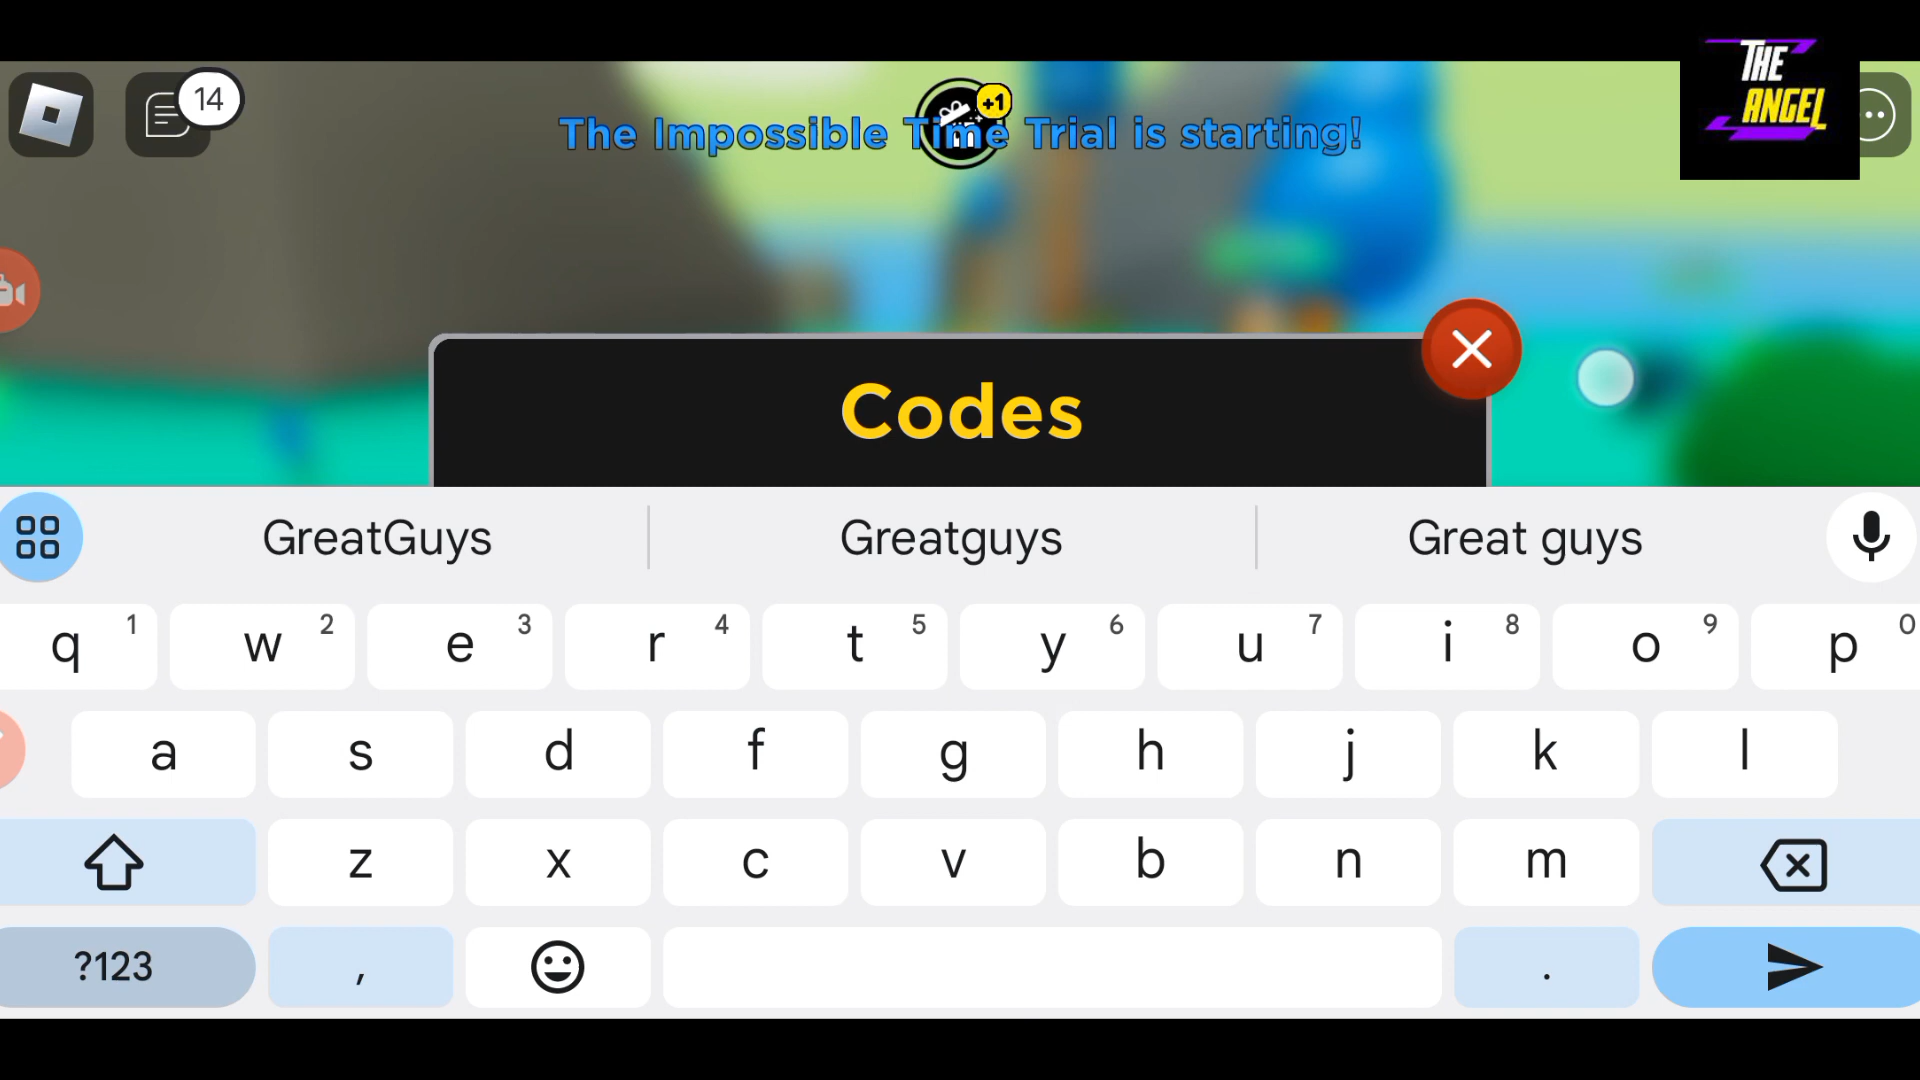 14
+1
The Impossible Time Trial is starting!
THE
ANGEL
Codes
GreatGuys
Greatguys
Great guys
q 1 w 2 e 3 r 4 t 5 y 6 u 7 i 8 o 9 p 0
a s d f g h j k l
z x c v b n m
?123 , .